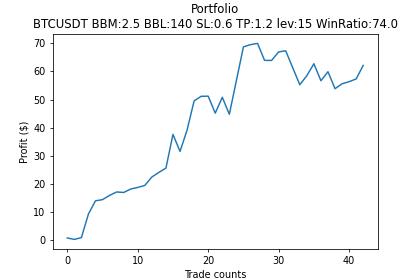 Portfolio
BTCUSDT BBM:2.5 BBL:140 SL:0.6 TP:1.2 lev:15 WinRatio:74.0
70
60
50
40
30
20
10
0
Profit ($)
0 10 20 30 40
Trade counts